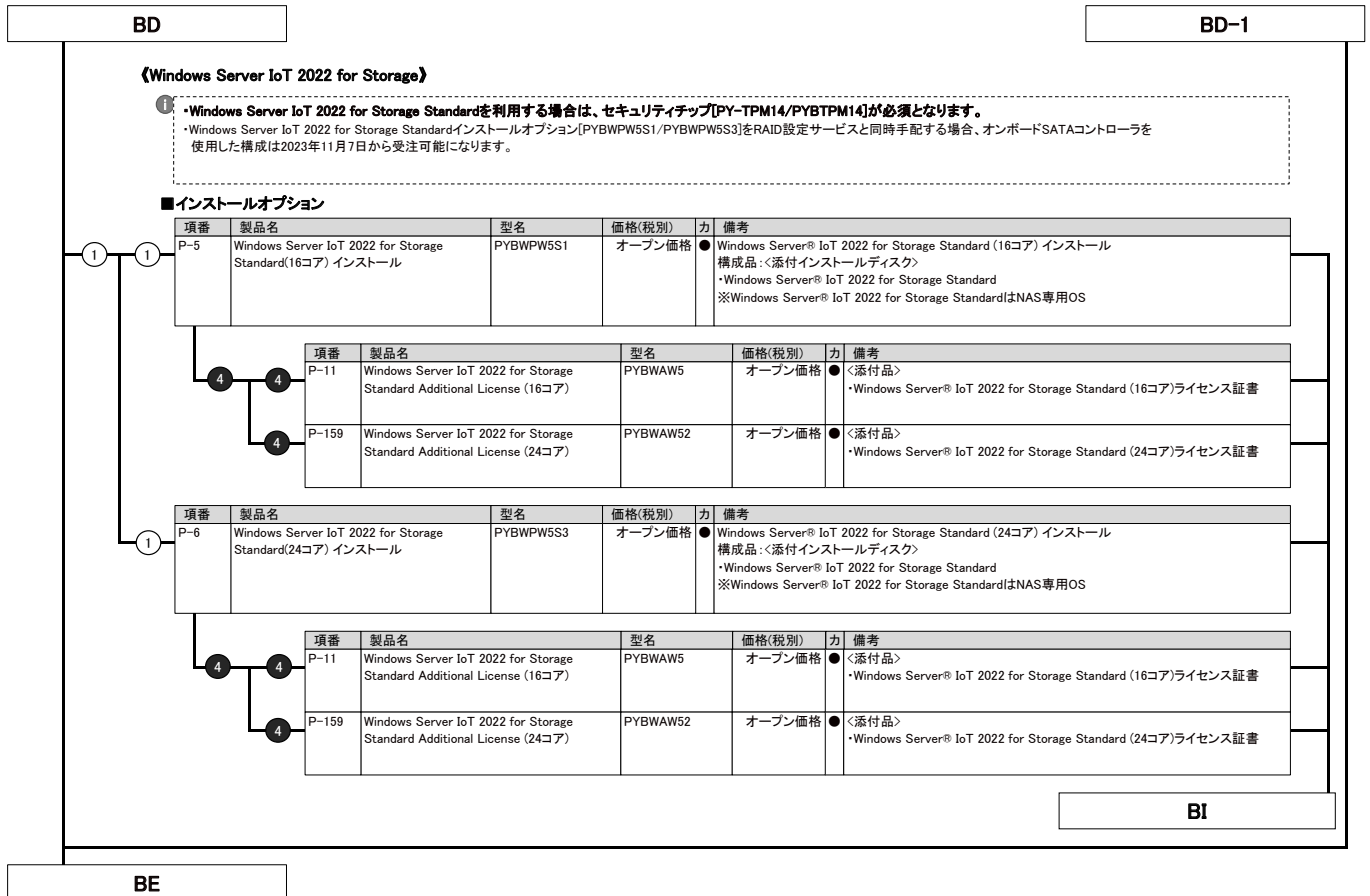 BD
BD-1
《Windows Server IoT 2022 for Storage》
i
・Windows Server IoT 2022 for Storage Standardを利用する場合は、セキュリティチップ[PY-TPM14/PYBTPM14]が必須となります。
・Windows Server IoT 2022 for Storage Standardインストールオプション[PYBWPW5S1/PYBWPW5S3]をRAID設定サービスと同時手配する場合、オンボードSATAコントローラを
使用した構成は2023年11月7日から受注可能になります。
■インストールオプション
項番 製品名 型名 価格(税別) カ 備考
1 1 P-5 Windows Server IoT 2022 for Storage PYBWPW5S1 オープン価格 ● Windows Server® IoT 2022 for Storage Standard (16コア) インストール
Standard(16コア) インストール 構成品:<添付インストールディスク>
・Windows Server® IoT 2022 for Storage Standard
※Windows Server® IoT 2022 for Storage StandardはNAS専用OS
項番 製品名 型名 価格(税別) カ 備考
4 4 P-11 Windows Server IoT 2022 for Storage PYBWAW5 オープン価格 ● <添付品>
Standard Additional License (16コア) ・Windows Server® IoT 2022 for Storage Standard (16コア)ライセンス証書
4 P-159 Windows Server IoT 2022 for Storage PYBWAW52 オープン価格 ● <添付品>
Standard Additional License (24コア) ・Windows Server® IoT 2022 for Storage Standard (24コア)ライセンス証書
項番 製品名 型名 価格(税別) カ 備考
1 P-6 Windows Server IoT 2022 for Storage PYBWPW5S3 オープン価格 ● Windows Server® IoT 2022 for Storage Standard (24コア) インストール
Standard(24コア) インストール 構成品:<添付インストールディスク>
・Windows Server® IoT 2022 for Storage Standard
※Windows Server® IoT 2022 for Storage StandardはNAS専用OS
項番 製品名 型名 価格(税別) カ 備考
4 4 P-11 Windows Server IoT 2022 for Storage PYBWAW5 オープン価格 ● <添付品>
Standard Additional License (16コア) ・Windows Server® IoT 2022 for Storage Standard (16コア)ライセンス証書
4 P-159 Windows Server IoT 2022 for Storage PYBWAW52 オープン価格 ● <添付品>
Standard Additional License (24コア) ・Windows Server® IoT 2022 for Storage Standard (24コア)ライセンス証書
BI
BE